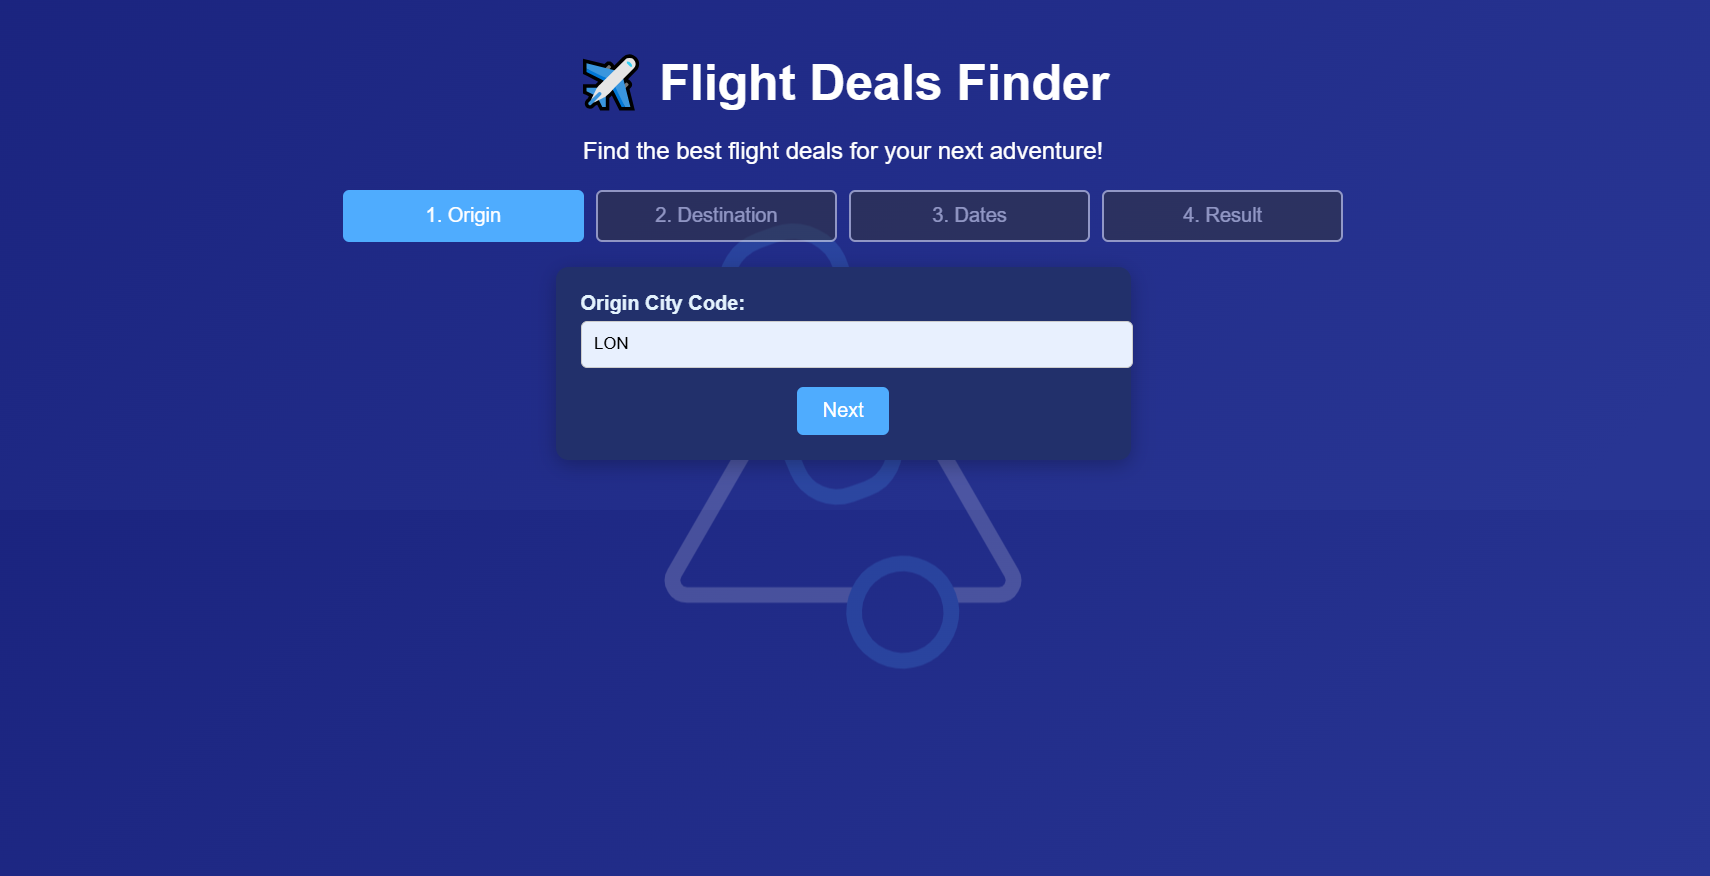 Flight Deals Finder
Find the best flight deals for your next adventure!
1. Origin
2. Destination
3. Dates
4. Result
Origin City Code:
LON
Next